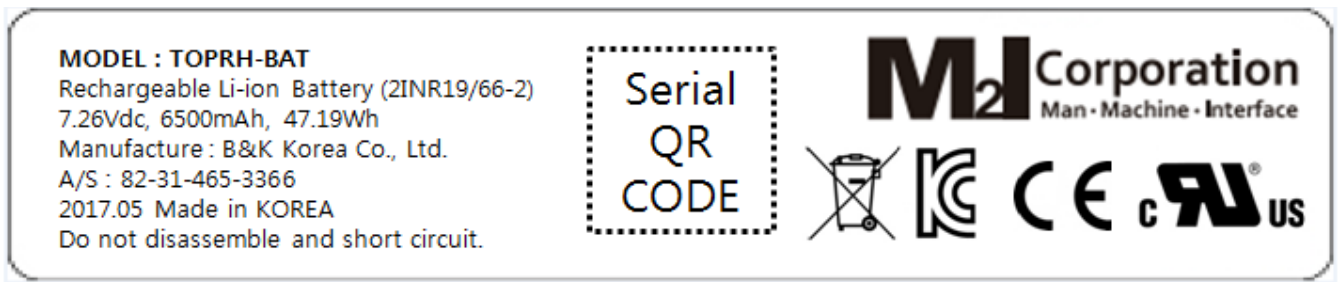 MODEL : TOPRH-BAT
Rechargeable Li-ion Battery (2INR19/66-2)
7.26Vdc, 6500mAh, 47.19Wh
Manufacture : B&K Korea Co., Ltd.
A/S : 82-31-465-3366
2017.05 Made in KOREA
Do not disassemble and short circuit.
Serial
QR
CODE
M2I Corporation
Man · Machine · Interface
CE c RU ® US